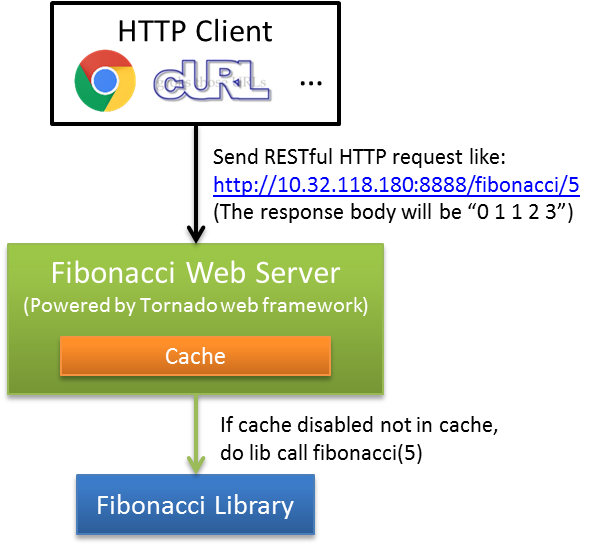 HTTP Client
cURL
...
Send RESTful HTTP request like:
http://10.32.118.180:8888/fibonacci/5
(The response body will be “0 1 1 2 3”)
Fibonacci Web Server
(Powered by Tornado web framework)
Cache
If cache disabled not in cache,
do lib call fibonacci(5)
Fibonacci Library